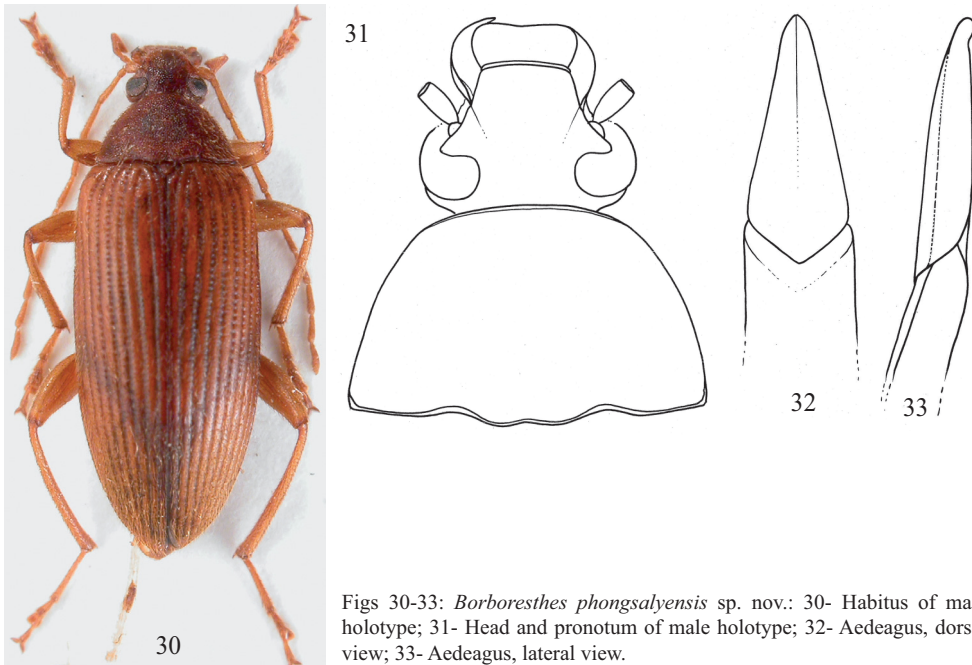 31
32
33
30
Figs 30-33: Borboresthes phongsalyensis sp. nov.: 30- Habitus of ma
holotype; 31- Head and pronotum of male holotype; 32- Aedeagus, dors
view; 33- Aedeagus, lateral view.